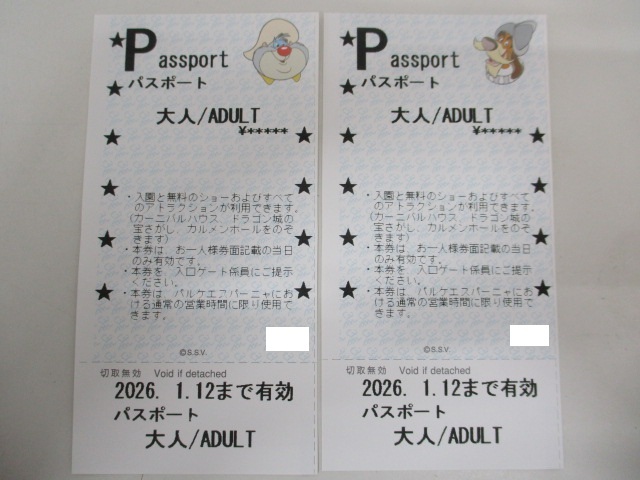 ★Passport
★パスポート
大人/ADULT
¥*****
★ ★
★ ★
・入園と無料のショーおよびすべて
のアトラクションが利用できます。
(カーニバルハウス、ドラゴン城の
宝さがし、カルメンホールをのぞ
きます)
★ ★
・本券は、お一人様券面記載の当日
のみ有効です。
・本券を、入口ゲート係員にご提示
ください。
★ ★
・本券は、パルケエスパーニャにお
ける通常の営業時間に限り使用で
きます。
©S.S.V.
切取無効 Void if detached
2026. 1.12まで有効
パスポート
大人/ADULT
★Passport
★パスポート
大人/ADULT
¥*****
★ ★
★ ★
・入園と無料のショーおよびすべて
のアトラクションが利用できます。
(カーニバルハウス、ドラゴン城の
宝さがし、カルメンホールをのぞ
きます)
★ ★
・本券は、お一人様券面記載の当日
のみ有効です。
・本券を、入口ゲート係員にご提示
ください。
★ ★
・本券は、パルケエスパーニャにお
ける通常の営業時間に限り使用で
きます。
©S.S.V.
切取無効 Void if detached
2026. 1.12まで有効
パスポート
大人/ADULT